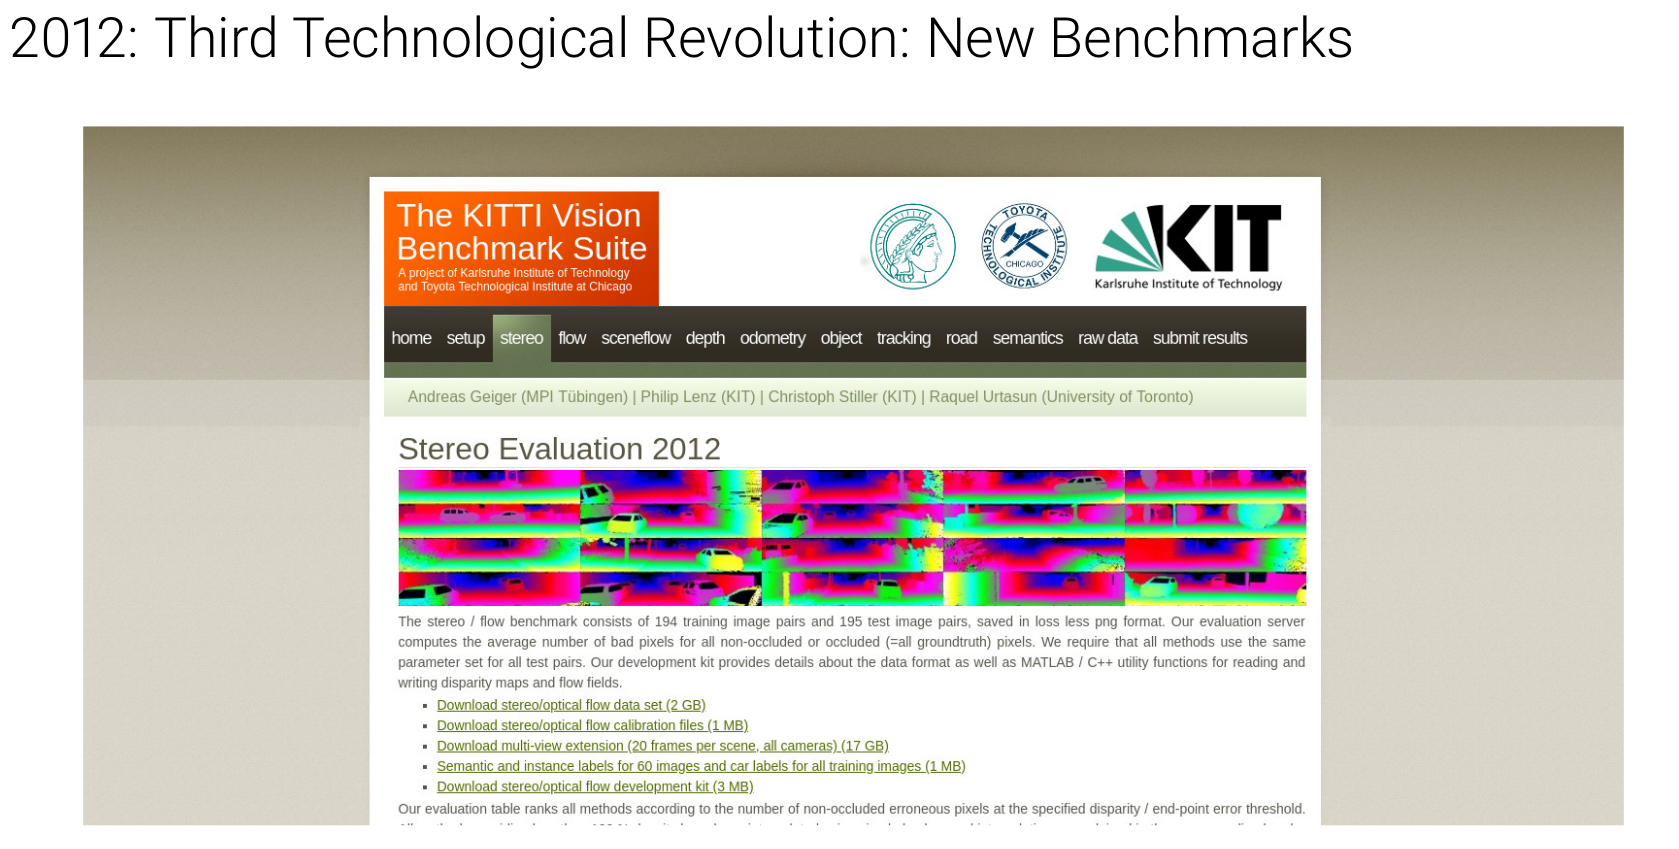 2012: Third Technological Revolution: New Benchmarks
The KITTI Vision
Benchmark Suite
A project of Karlsruhe Institute of Technology
and Toyota Technological Institute at Chicago
TOYOTA
TECHNOLOGICAL INSTITUTE
CHICAGO
KIT
Karlsruhe Institute of Technology
home setup stereo flow sceneflow depth odometry object tracking road semantics raw data submit results
Andreas Geiger (MPI Tübingen) | Philip Lenz (KIT) | Christoph Stiller (KIT) | Raquel Urtasun (University of Toronto)
Stereo Evaluation 2012
The stereo / flow benchmark consists of 194 training image pairs and 195 test image pairs, saved in loss less png format. Our evaluation server
computes the average number of bad pixels for all non-occluded or occluded (=all groundtruth) pixels. We require that all methods use the same
parameter set for all test pairs. Our development kit provides details about the data format as well as MATLAB / C++ utility functions for reading and
writing disparity maps and flow fields.
Download stereo/optical flow data set (2 GB)
Download stereo/optical flow calibration files (1 MB)
Download multi-view extension (20 frames per scene, all cameras) (17 GB)
Semantic and instance labels for 60 images and car labels for all training images (1 MB)
Download stereo/optical flow development kit (3 MB)
Our evaluation table ranks all methods according to the number of non-occluded erroneous pixels at the specified disparity / end-point error threshold.